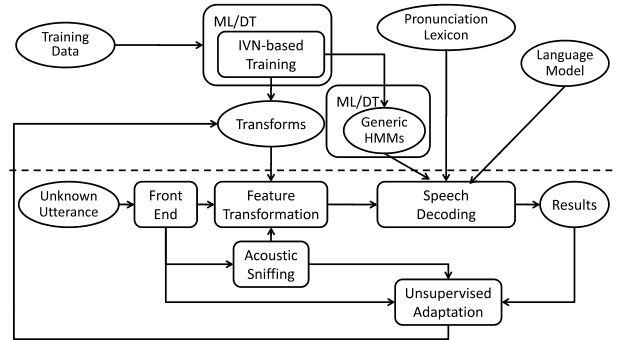 Training
Data
ML/DT
IVN-based
Training
Pronunciation
Lexicon
Language
Model
ML/DT
Generic
HMMs
Transforms
Unknown
Utterance
Front
End
Feature
Transformation
Speech
Decoding
Results
Acoustic
Sniffing
Unsupervised
Adaptation